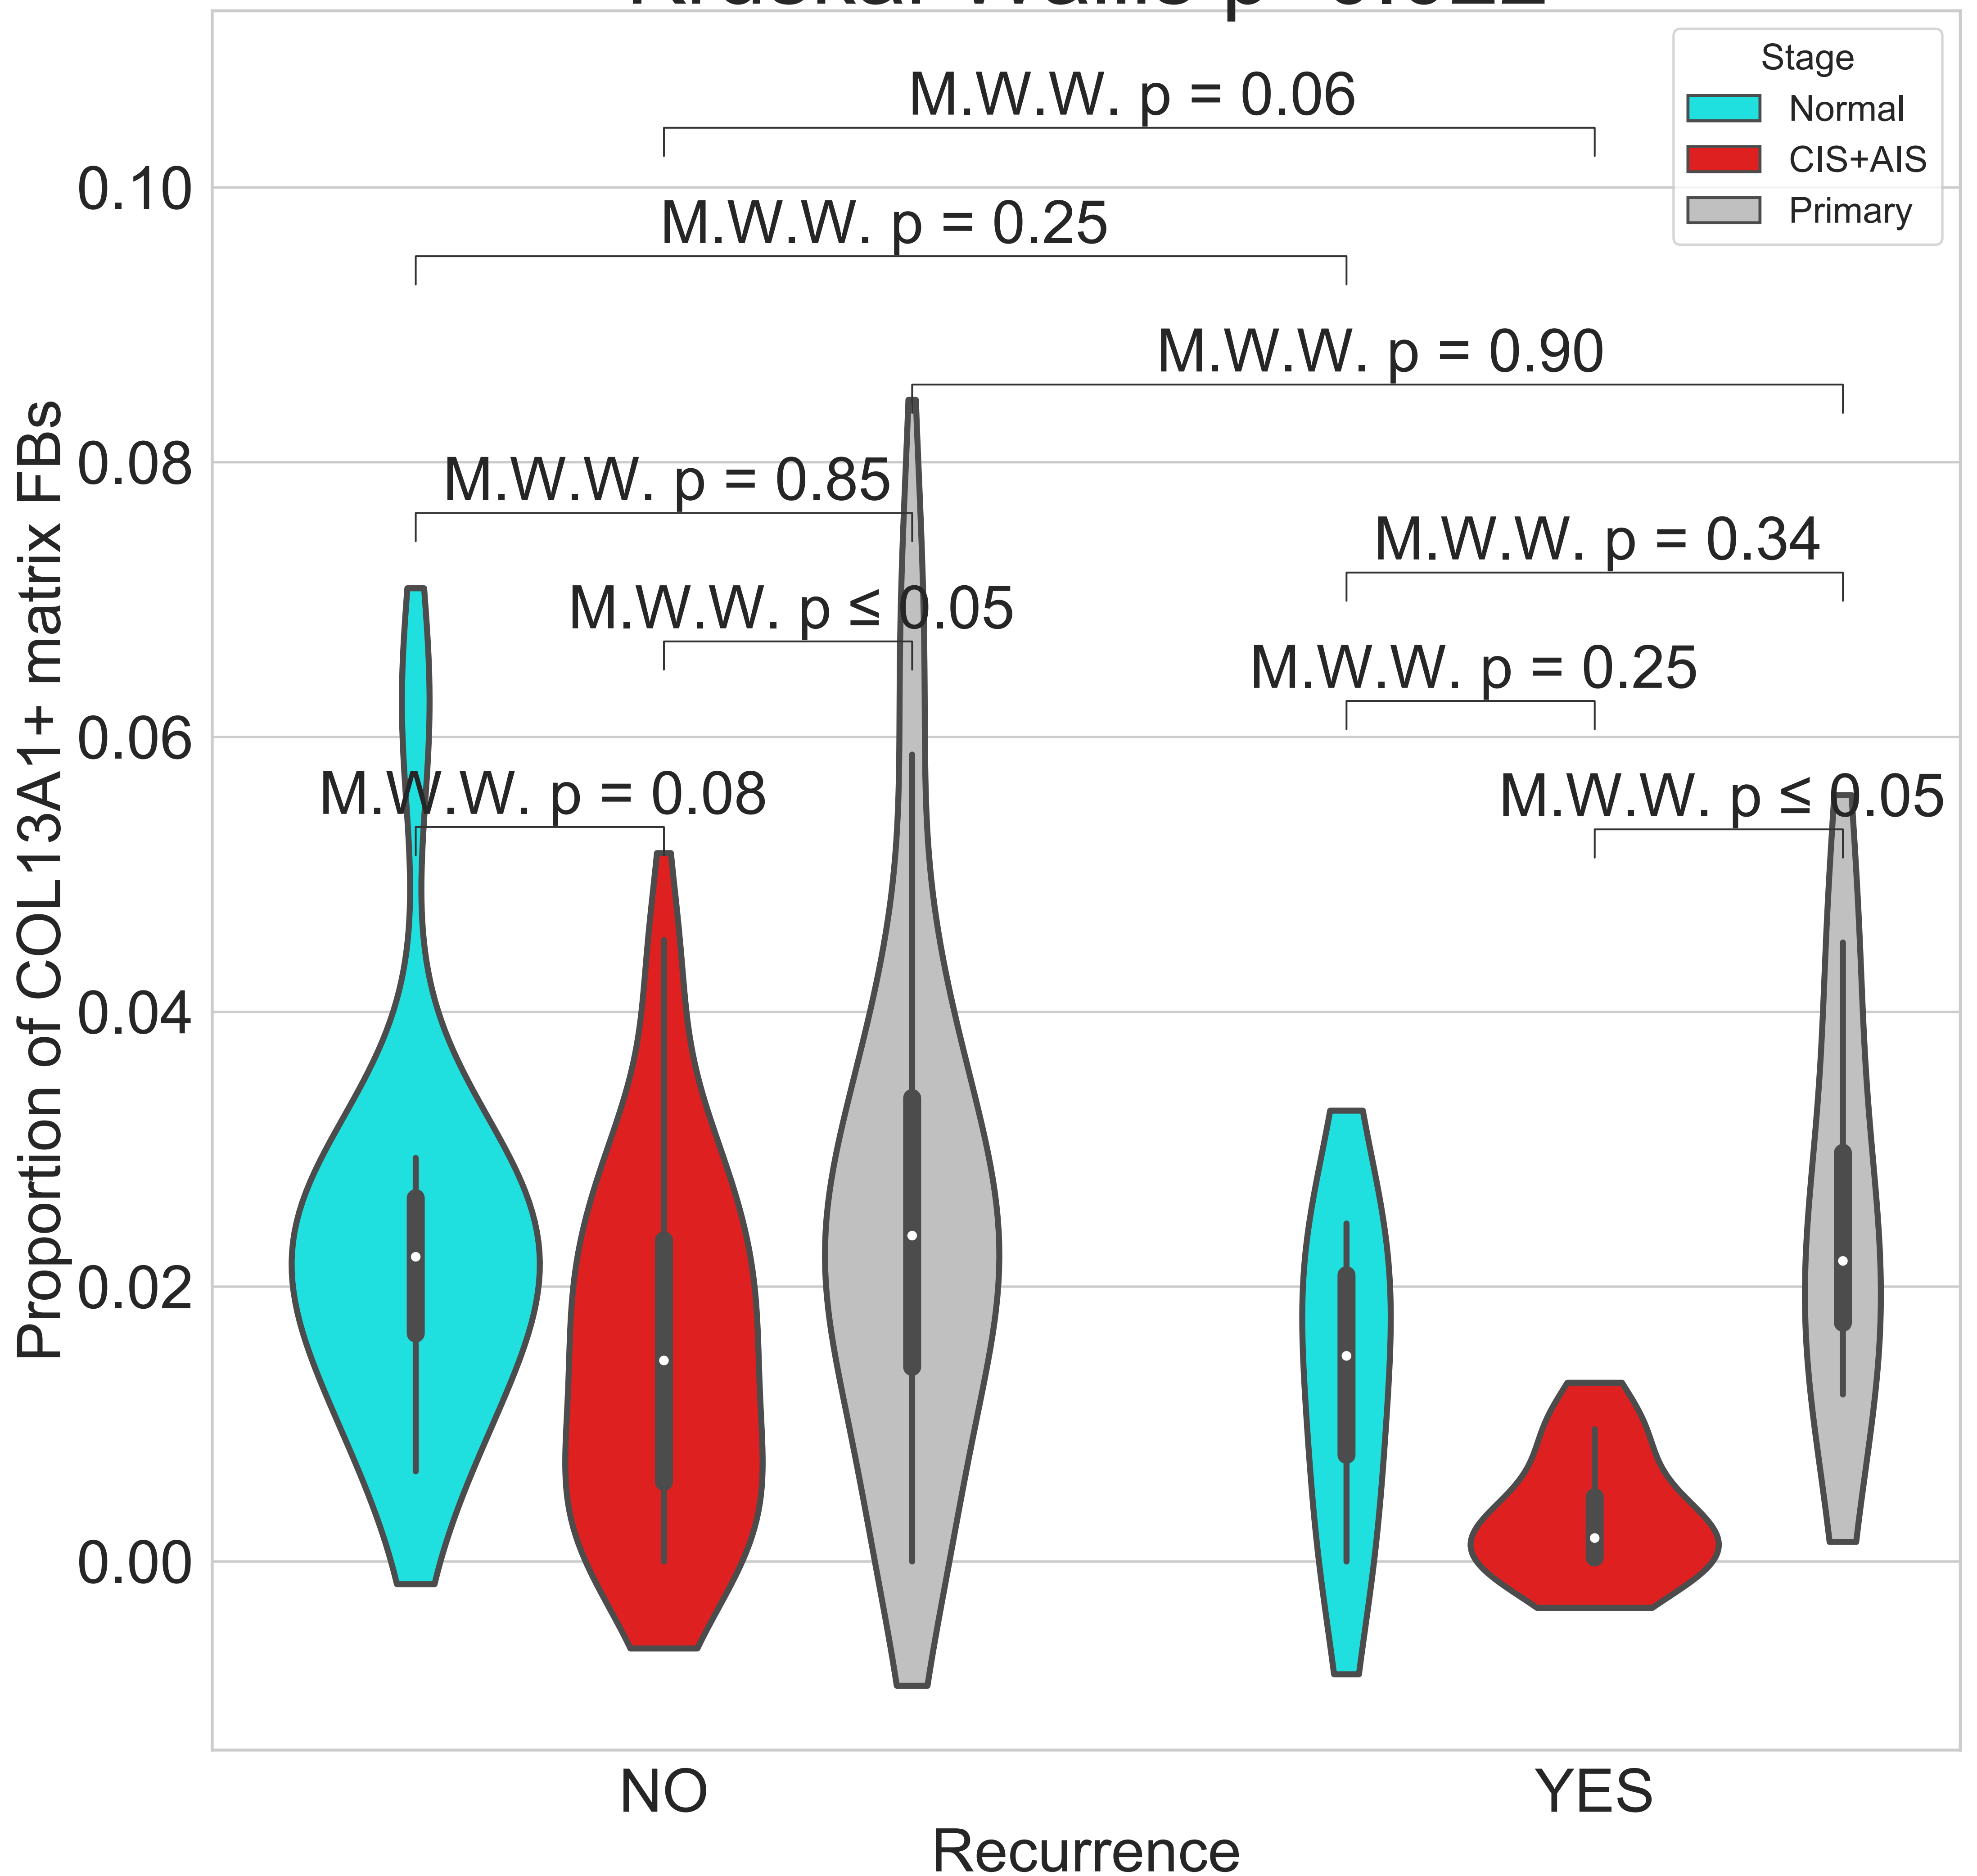 Stage
Normal
CIS+AIS
Primary
M.W.W. p = 0.06
M.W.W. p = 0.25
M.W.W. p = 0.90
M.W.W. p = 0.85
M.W.W. p = 0.34
M.W.W. p ≤ 0.05
M.W.W. p = 0.25
M.W.W. p = 0.08
M.W.W. p ≤ 0.05
Proportion of COL13A1+ matrix FBs
0.10
0.08
0.06
0.04
0.02
0.00
NO
YES
Recurrence